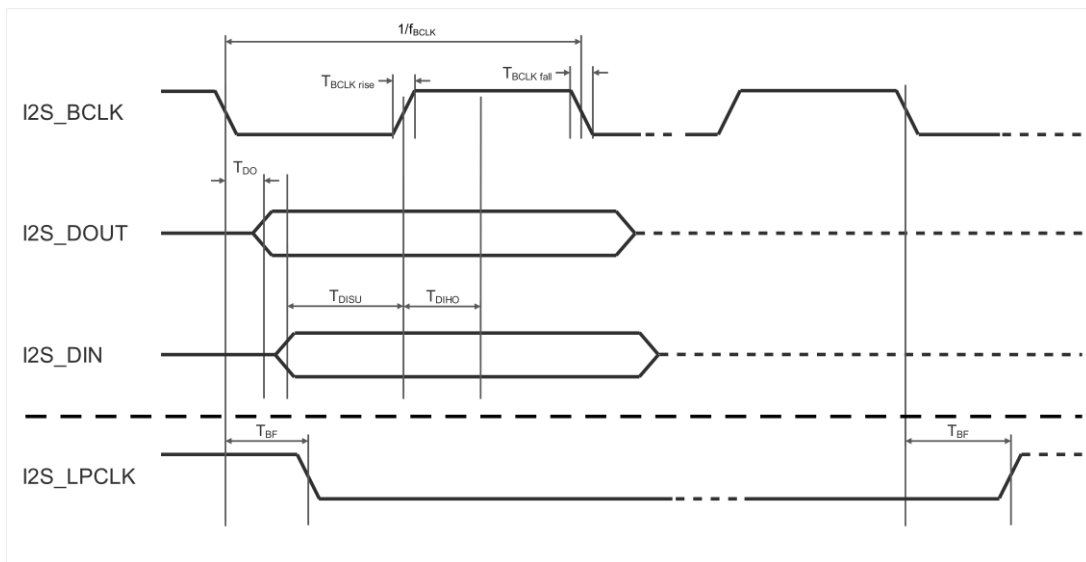 1/fBCLK
TBCLK rise
TBCLK fall
I2S_BCLK
TDO
I2S_DOUT
TDISU
TDIHO
I2S_DIN
TBF
TBF
I2S_LPCLK